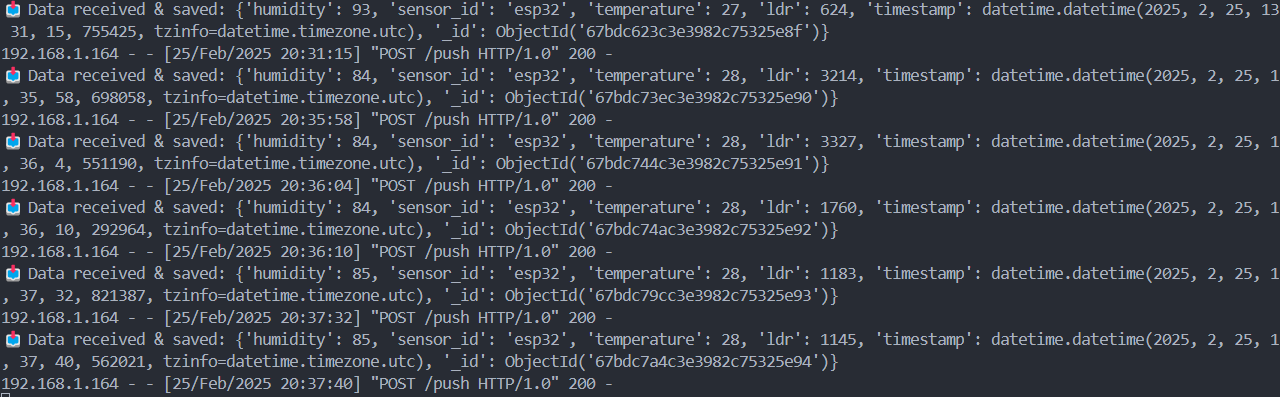 📥 Data received & saved: {'humidity': 93, 'sensor_id': 'esp32', 'temperature': 27, 'ldr': 624, 'timestamp': datetime.datetime(2025, 2, 25, 13
31, 15, 755425, tzinfo=datetime.timezone.utc), '_id': ObjectId('67bdc623c3e3982c75325e8f')}
192.168.1.164 - - [25/Feb/2025 20:31:15] "POST /push HTTP/1.0" 200 -
📥 Data received & saved: {'humidity': 84, 'sensor_id': 'esp32', 'temperature': 28, 'ldr': 3214, 'timestamp': datetime.datetime(2025, 2, 25, 1
, 35, 58, 698058, tzinfo=datetime.timezone.utc), '_id': ObjectId('67bdc73ec3e3982c75325e90')}
192.168.1.164 - - [25/Feb/2025 20:35:58] "POST /push HTTP/1.0" 200 -
📥 Data received & saved: {'humidity': 84, 'sensor_id': 'esp32', 'temperature': 28, 'ldr': 3327, 'timestamp': datetime.datetime(2025, 2, 25, 1
, 36, 4, 551190, tzinfo=datetime.timezone.utc), '_id': ObjectId('67bdc744c3e3982c75325e91')}
192.168.1.164 - - [25/Feb/2025 20:36:04] "POST /push HTTP/1.0" 200 -
📥 Data received & saved: {'humidity': 84, 'sensor_id': 'esp32', 'temperature': 28, 'ldr': 1760, 'timestamp': datetime.datetime(2025, 2, 25, 1
, 36, 10, 292964, tzinfo=datetime.timezone.utc), '_id': ObjectId('67bdc74ac3e3982c75325e92')}
192.168.1.164 - - [25/Feb/2025 20:36:10] "POST /push HTTP/1.0" 200 -
📥 Data received & saved: {'humidity': 85, 'sensor_id': 'esp32', 'temperature': 28, 'ldr': 1183, 'timestamp': datetime.datetime(2025, 2, 25, 1
, 37, 32, 821387, tzinfo=datetime.timezone.utc), '_id': ObjectId('67bdc79cc3e3982c75325e93')}
192.168.1.164 - - [25/Feb/2025 20:37:32] "POST /push HTTP/1.0" 200 -
📥 Data received & saved: {'humidity': 85, 'sensor_id': 'esp32', 'temperature': 28, 'ldr': 1145, 'timestamp': datetime.datetime(2025, 2, 25, 1
, 37, 40, 562021, tzinfo=datetime.timezone.utc), '_id': ObjectId('67bdc7a4c3e3982c75325e94')}
192.168.1.164 - - [25/Feb/2025 20:37:40] "POST /push HTTP/1.0" 200 -